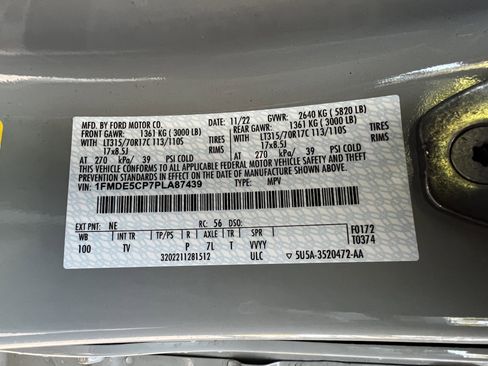 MFD. BY FORD MOTOR CO.
DATE: 11/22 GVWR: 2640 KG (5820 LB)
FRONT GAWR: 1361 KG (3000 LB) REAR GAWR: 1361 KG (3000 LB)
WITH LT315/70R17C 113/110S TIRES WITH LT315/70R17C 113/110S TIRES
17x8.5J RIMS 17x8.5J RIMS
AT 270 kPa/ 39 PSI COLD AT 270 kPa/ 39 PSI COLD
THIS VEHICLE CONFORMS TO ALL APPLICABLE FEDERAL MOTOR VEHICLE SAFETY STANDARDS IN EFFECT ON THE DATE OF MANUFACTURE SHOWN ABOVE.
VIN: 1FMDE5CP7PLA87439 TYPE: MPV
EXT PNT: NE RC: 56 DSO: F0172
WB INT TR TP/PS R AXLE TR SPR T0374
100 TV P 7L T VVYY
3202211281512 ULC ▽ 5U5A-3520472-AA